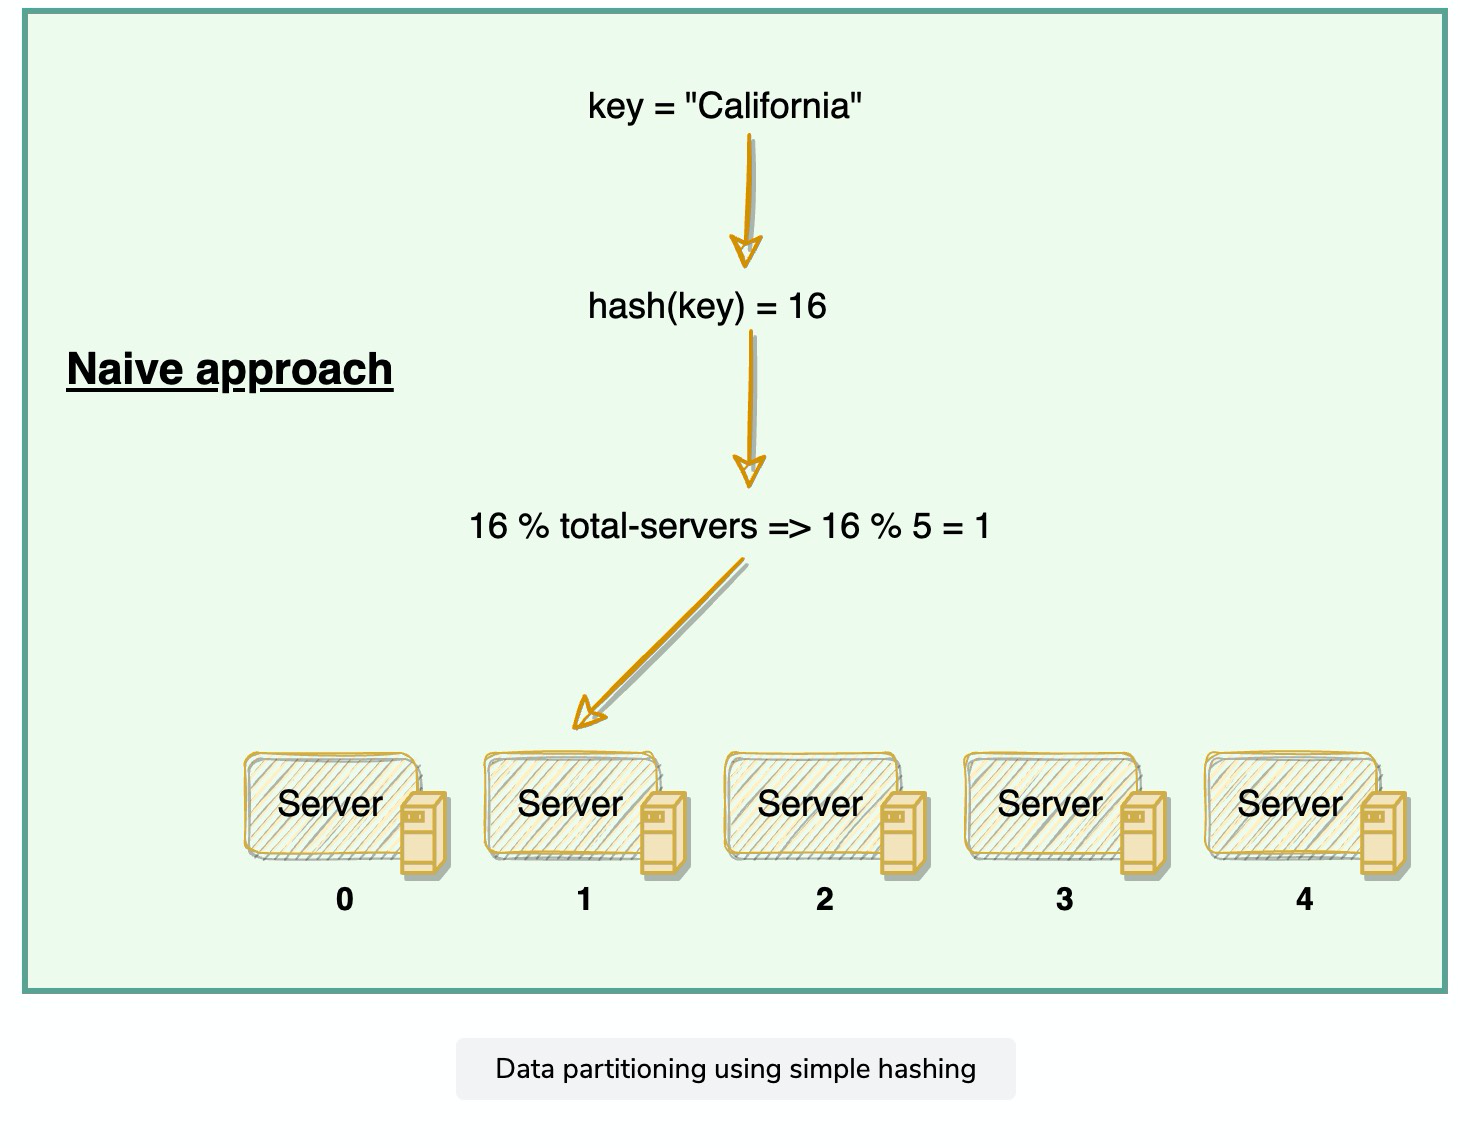 key = "California"
hash(key) = 16
Naive approach
16 % total-servers => 16 % 5 = 1
Server
Server
Server
Server
Server
0
1
2
3
4
Data partitioning using simple hashing